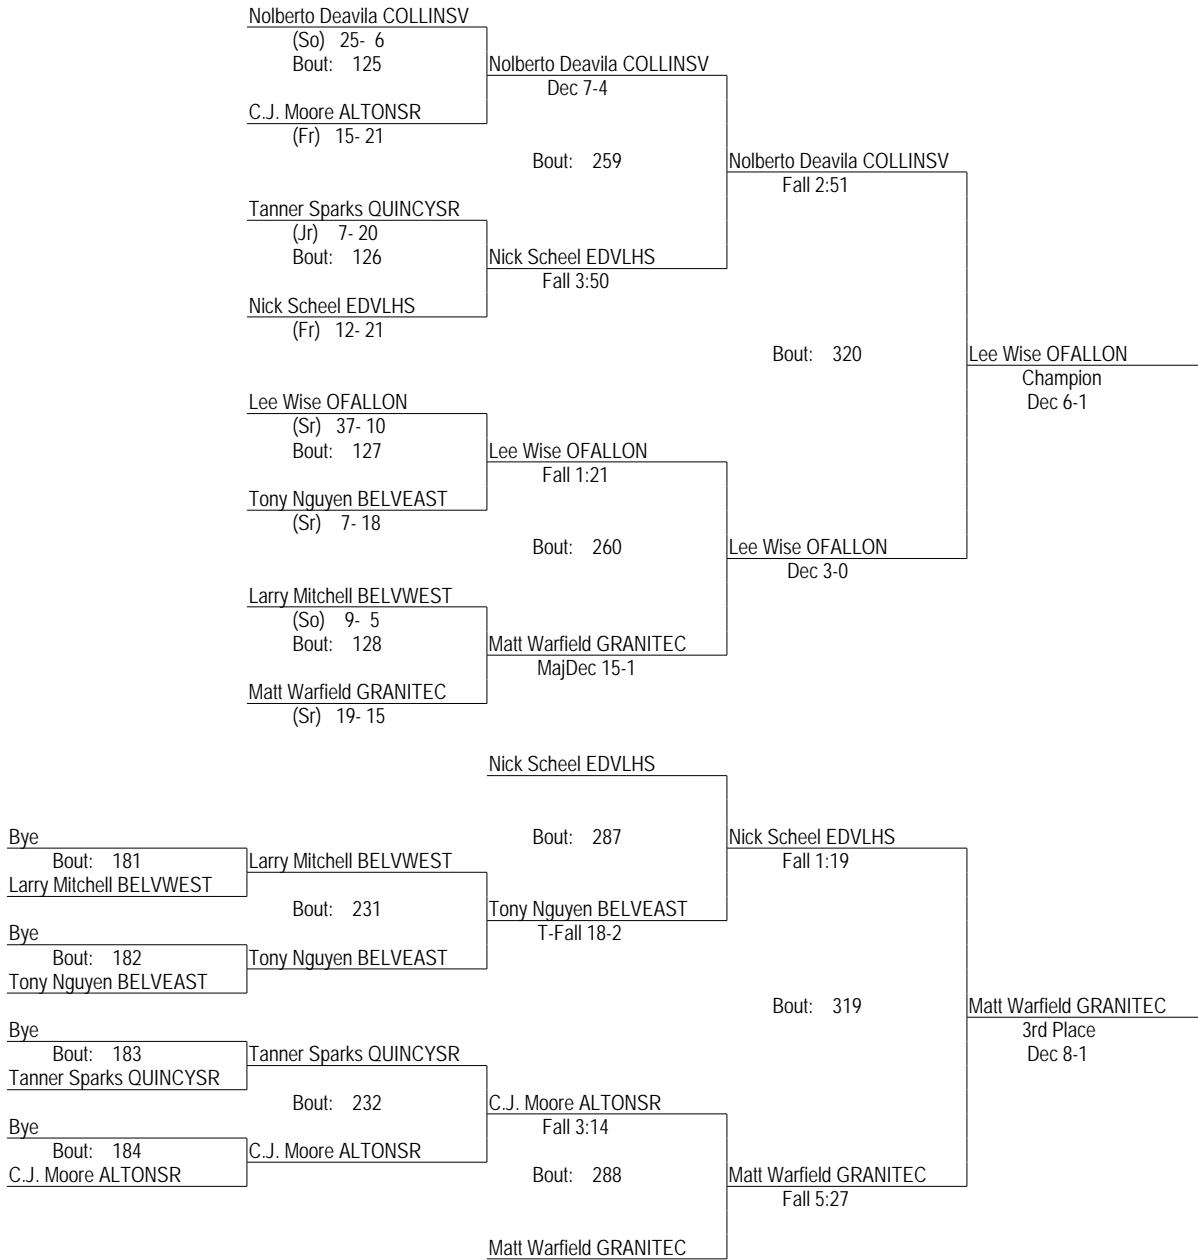 Nolberto Deavila COLLINSV
(So) 25- 6
Bout: 125
Nolberto Deavila COLLINSV
Dec 7-4
C.J. Moore ALTONSR
(Fr) 15- 21
Bout: 259
Nolberto Deavila COLLINSV
Fall 2:51
Tanner Sparks QUINCYSR
(Jr) 7- 20
Bout: 126
Nick Scheel EDVLHS
Fall 3:50
Nick Scheel EDVLHS
(Fr) 12- 21
Bout: 320
Lee Wise OFALLON
Champion
Dec 6-1
Lee Wise OFALLON
(Sr) 37- 10
Bout: 127
Lee Wise OFALLON
Fall 1:21
Tony Nguyen BELVEAST
(Sr) 7- 18
Bout: 260
Lee Wise OFALLON
Dec 3-0
Larry Mitchell BELVWEST
(So) 9- 5
Bout: 128
Matt Warfield GRANITEC
MajDec 15-1
Matt Warfield GRANITEC
(Sr) 19- 15
Nick Scheel EDVLHS
Bout: 287
Nick Scheel EDVLHS
Fall 1:19
Bye
Bout: 181
Larry Mitchell BELVWEST
Larry Mitchell BELVWEST
Bout: 231
Tony Nguyen BELVEAST
T-Fall 18-2
Bye
Bout: 182
Tony Nguyen BELVEAST
Tony Nguyen BELVEAST
Bout: 319
Matt Warfield GRANITEC
3rd Place
Dec 8-1
Bye
Bout: 183
Tanner Sparks QUINCYSR
Tanner Sparks QUINCYSR
Bout: 232
C.J. Moore ALTONSR
Fall 3:14
Bye
Bout: 184
C.J. Moore ALTONSR
C.J. Moore ALTONSR
Bout: 288
Matt Warfield GRANITEC
Fall 5:27
Matt Warfield GRANITEC